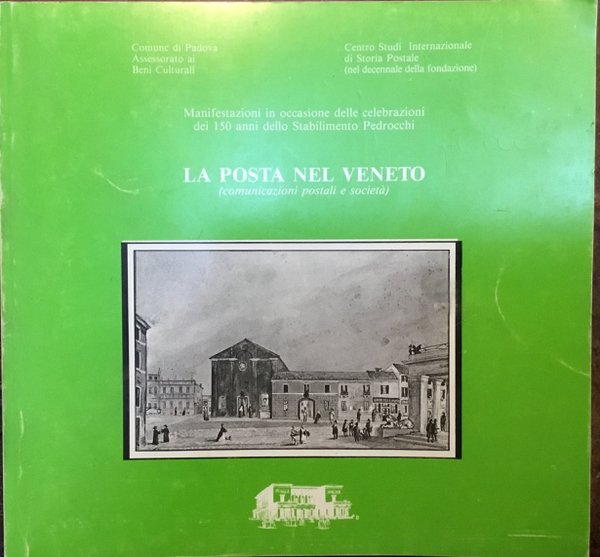 Comune di Padova
Assessorato ai
Beni Culturali
Centro Studi Internazionale
di Storia Postale
(nel decennale della fondazione)
Manifestazioni in occasione delle celebrazioni
dei 150 anni dello Stabilimento Pedrocchi
LA POSTA NEL VENETO
(comunicazioni postali e società)